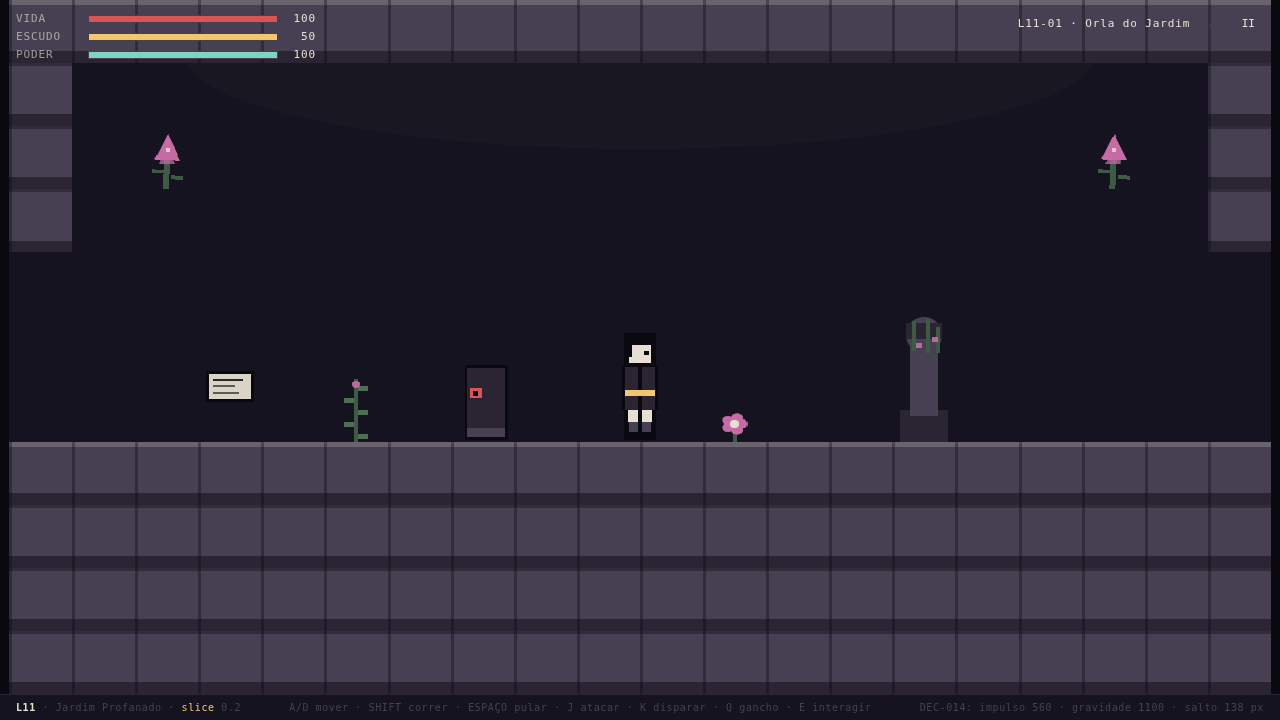 VIDA 100
ESCUDO 50
PODER 100
L11-01 · Orla do Jardim II
L11 · Jardim Profanado · slice 0.2 A/D mover · SHIFT correr · ESPAÇO pular · J atacar · K disparar · Q gancho · E interagir DEC-014: impulso 560 · gravidade 1100 · salto 138 px